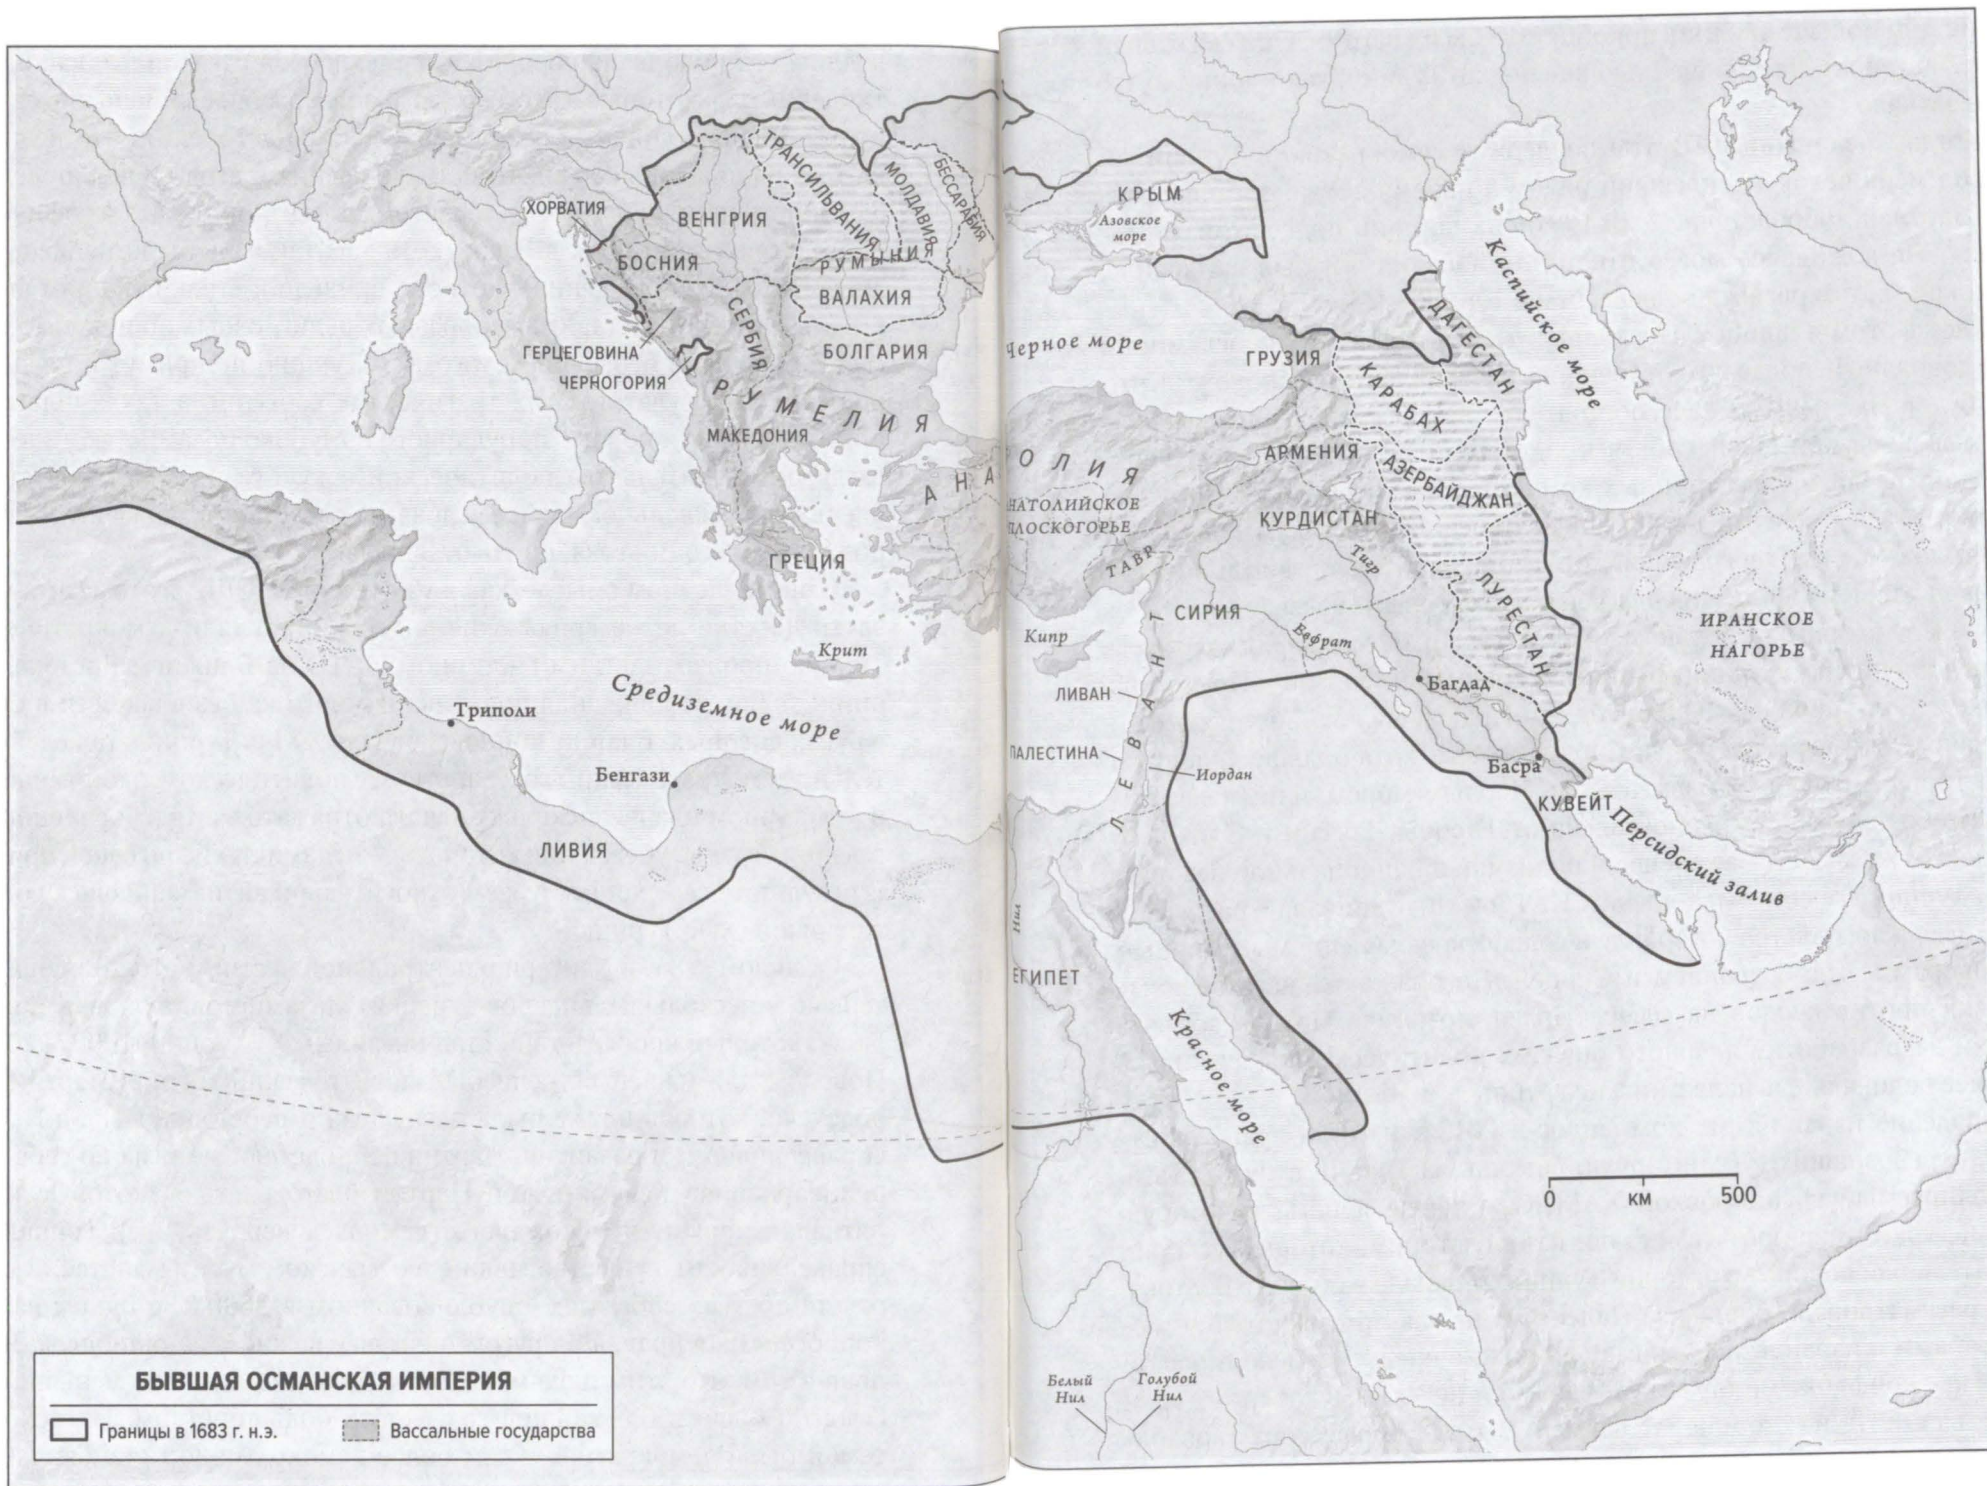 ХОРВАТИЯ
ВЕНГРИЯ
ТРАНСИЛЬВАНИЯ
МОЛДАВИЯ
БЕССАРАБИЯ
БОСНИЯ
РУМЫНИЯ
ВАЛАХИЯ
СЕРБИЯ
ГЕРЦЕГОВИНА
ЧЕРНОГОРИЯ
БОЛГАРИЯ
РУМЕЛИЯ
МАКЕДОНИЯ
АНА
ГРЕЦИЯ
Крит
Средиземное море
Триполи
Бенгази
ЛИВИЯ
БЫВШАЯ ОСМАНСКАЯ ИМПЕРИЯ
Границы в 1683 г. н.э.
Вассальные государства
КРЫМ
Азовское
море
Каспийское море
Черное море
ГРУЗИЯ
ДАГЕСТАН
КАРАБАХ
АРМЕНИЯ
АЗЕРБАЙДЖАН
ОЛИЯ
НАТОЛИЙСКОЕ
ПЛОСКОГОРЬЕ
КУРДИСТАН
ТАВР
Тигр
СИРИЯ
ЛУРЕСТАН
ИРАНСКОЕ
НАГОРЬЕ
Кипр
Евфрат
ЛЕВАНТ
ЛИВАН
Багдад
ПАЛЕСТИНА
Иордан
Басра
КУВЕЙТ
Персидский залив
Нил
ЕГИПЕТ
Красное море
0 км 500
Белый
Нил
Голубой
Нил